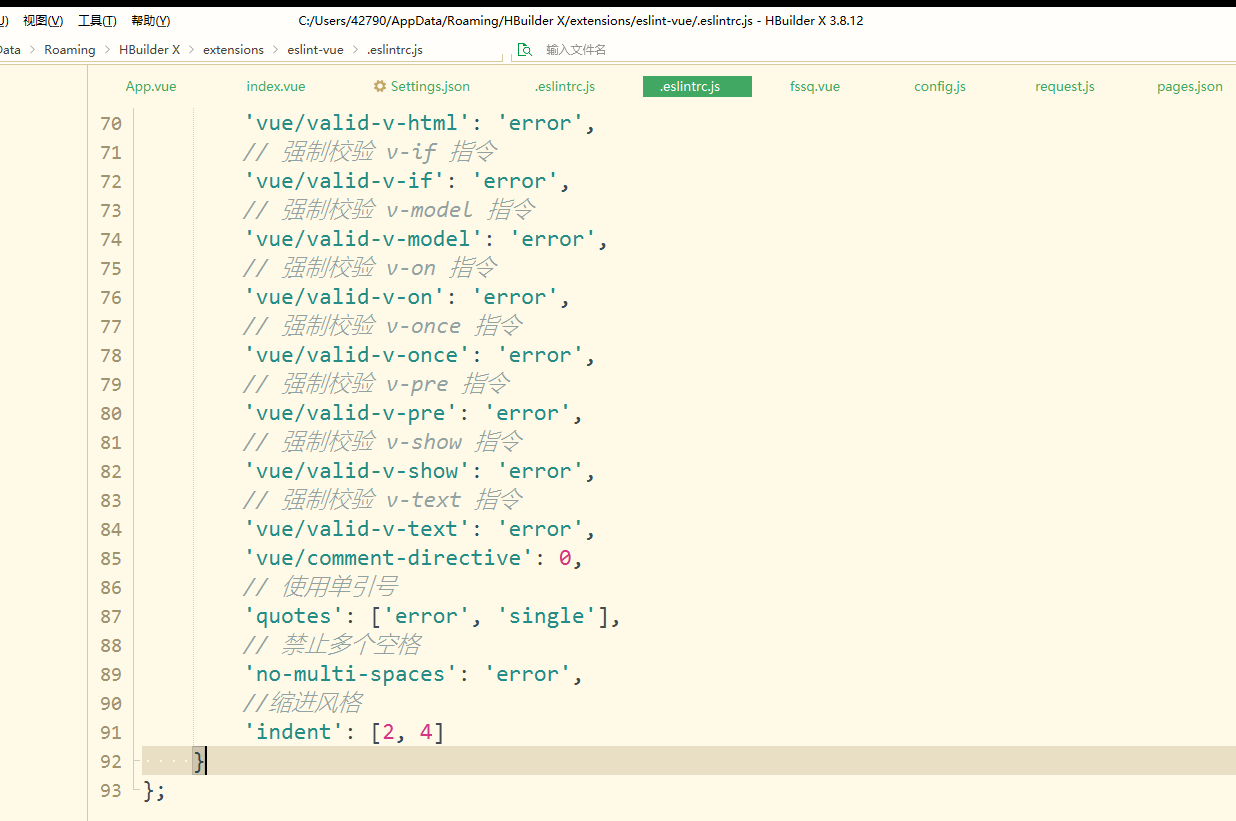 U) 视图(V) 工具(T) 帮助(Y) C:/Users/42790/AppData/Roaming/HBuilder X/extensions/eslint-vue/.eslintrc.js - HBuilder X 3.8.12
Data > Roaming > HBuilder X > extensions > eslint-vue > .eslintrc.js 输入文件名
App.vue index.vue Settings.json .eslintrc.js .eslintrc.js fssq.vue config.js request.js pages.json
70 'vue/valid-v-html': 'error',
71 // 强制校验 v-if 指令
72 'vue/valid-v-if': 'error',
73 // 强制校验 v-model 指令
74 'vue/valid-v-model': 'error',
75 // 强制校验 v-on 指令
76 'vue/valid-v-on': 'error',
77 // 强制校验 v-once 指令
78 'vue/valid-v-once': 'error',
79 // 强制校验 v-pre 指令
80 'vue/valid-v-pre': 'error',
81 // 强制校验 v-show 指令
82 'vue/valid-v-show': 'error',
83 // 强制校验 v-text 指令
84 'vue/valid-v-text': 'error',
85 'vue/comment-directive': 0,
86 // 使用单引号
87 'quotes': ['error', 'single'],
88 // 禁止多个空格
89 'no-multi-spaces': 'error',
90 //缩进风格
91 'indent': [2, 4]
92 }
93 };